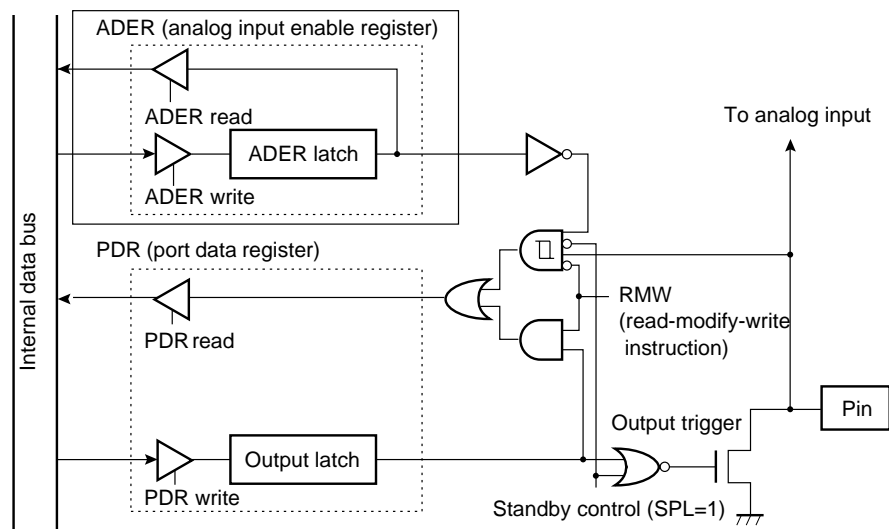 ADER (analog input enable register)
ADER read
ADER latch
ADER write
To analog input
Internal data bus
PDR (port data register)
PDR read
RMW
(read-modify-write
instruction)
Output trigger
Pin
Output latch
PDR write
Standby control (SPL=1)